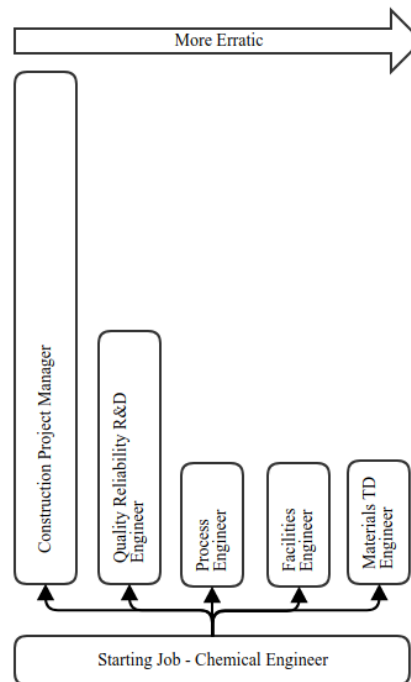 More Erratic
Construction Project Manager
Quality Reliability R&D
Engineer
Process
Engineer
Facilities
Engineer
Materials TD
Engineer
Starting Job - Chemical Engineer